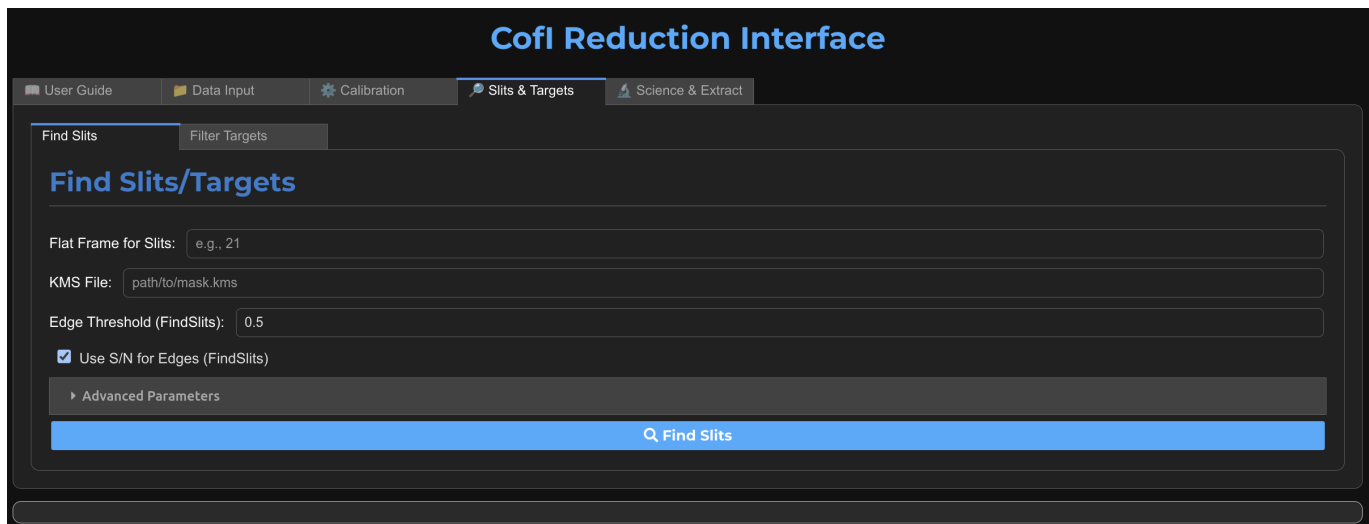 CofI Reduction Interface
📖 User Guide
📁 Data Input
⚙️ Calibration
🔎 Slits & Targets
🔬 Science & Extract
Find Slits
Filter Targets
Find Slits/Targets
Flat Frame for Slits: e.g., 21
KMS File: path/to/mask.kms
Edge Threshold (FindSlits): 0.5
Use S/N for Edges (FindSlits)
Advanced Parameters
Find Slits